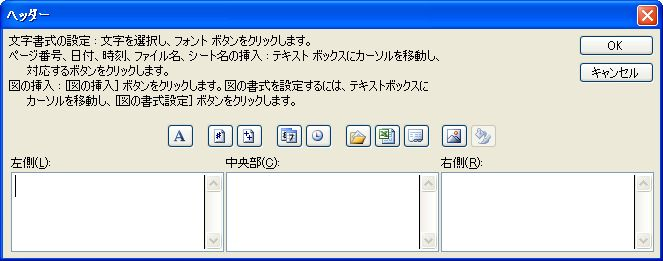 ヘッダー
文字書式の設定 : 文字を選択し、フォント ボタンをクリックします。
ページ番号、日付、時刻、ファイル名、シート名の挿入 : テキスト ボックスにカーソルを移動し、
対応するボタンをクリックします。
図の挿入 : [図の挿入] ボタンをクリックします。図の書式を設定するには、テキストボックスに
カーソルを移動し、[図の書式設定] ボタンをクリックします。
OK
キャンセル
A
左側(L):
中央部(C):
右側(R):